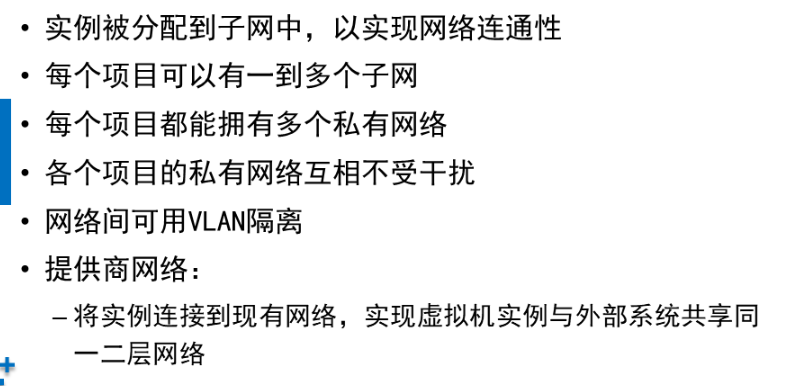 • 实例被分配到子网中，以实现网络连通性
• 每个项目可以有一到多个子网
• 每个项目都能拥有多个私有网络
• 各个项目的私有网络互相不受干扰
• 网络间可用VLAN隔离
• 提供商网络：
– 将实例连接到现有网络，实现虚拟机实例与外部系统共享同
一二层网络